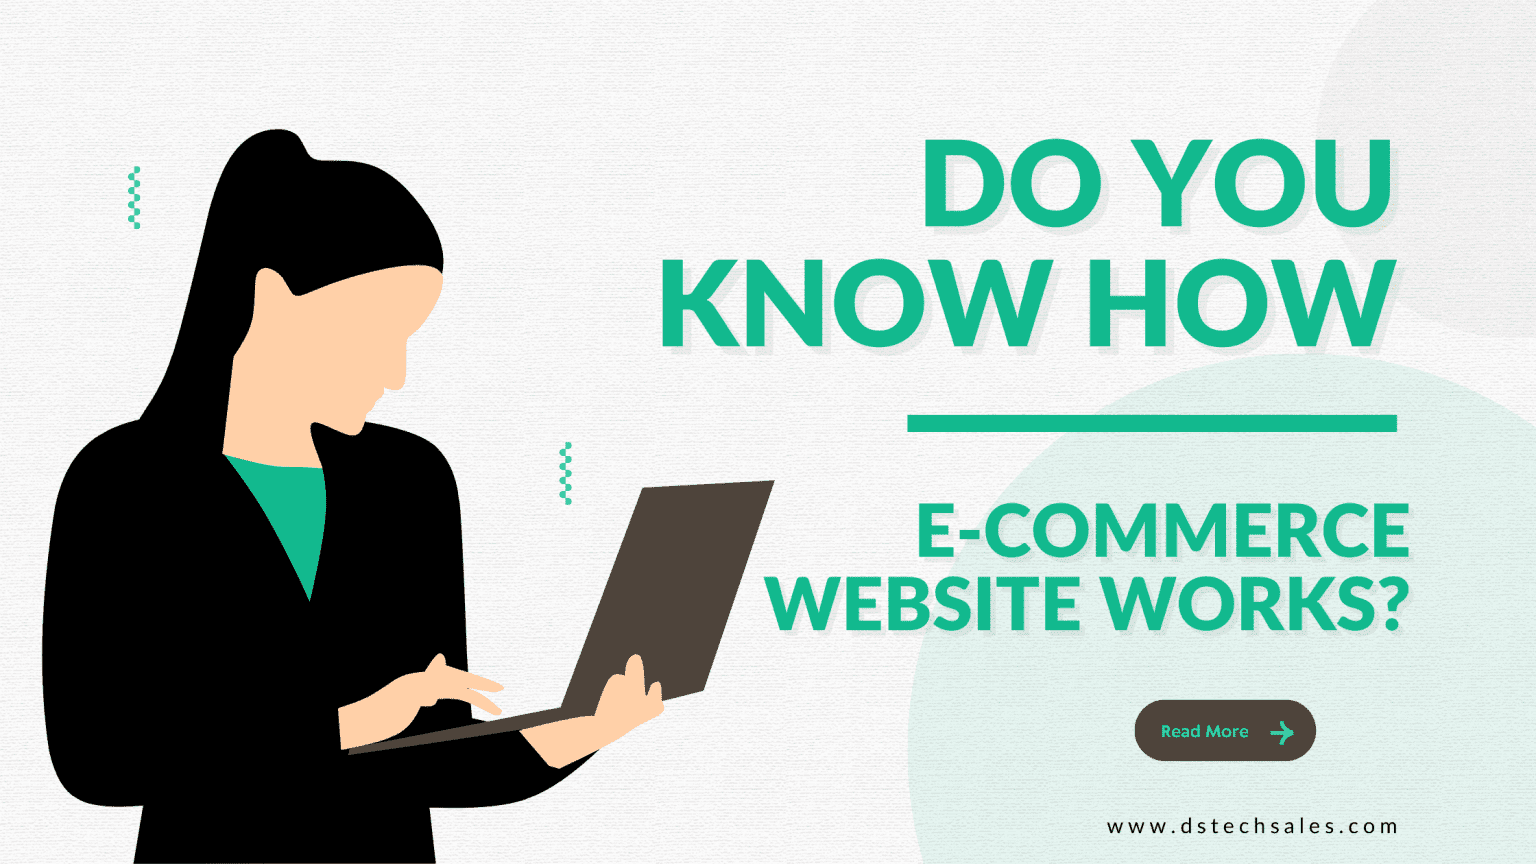 DO YOU
KNOW HOW
E-COMMERCE
WEBSITE WORKS?
Read More
www.dstechsales.com